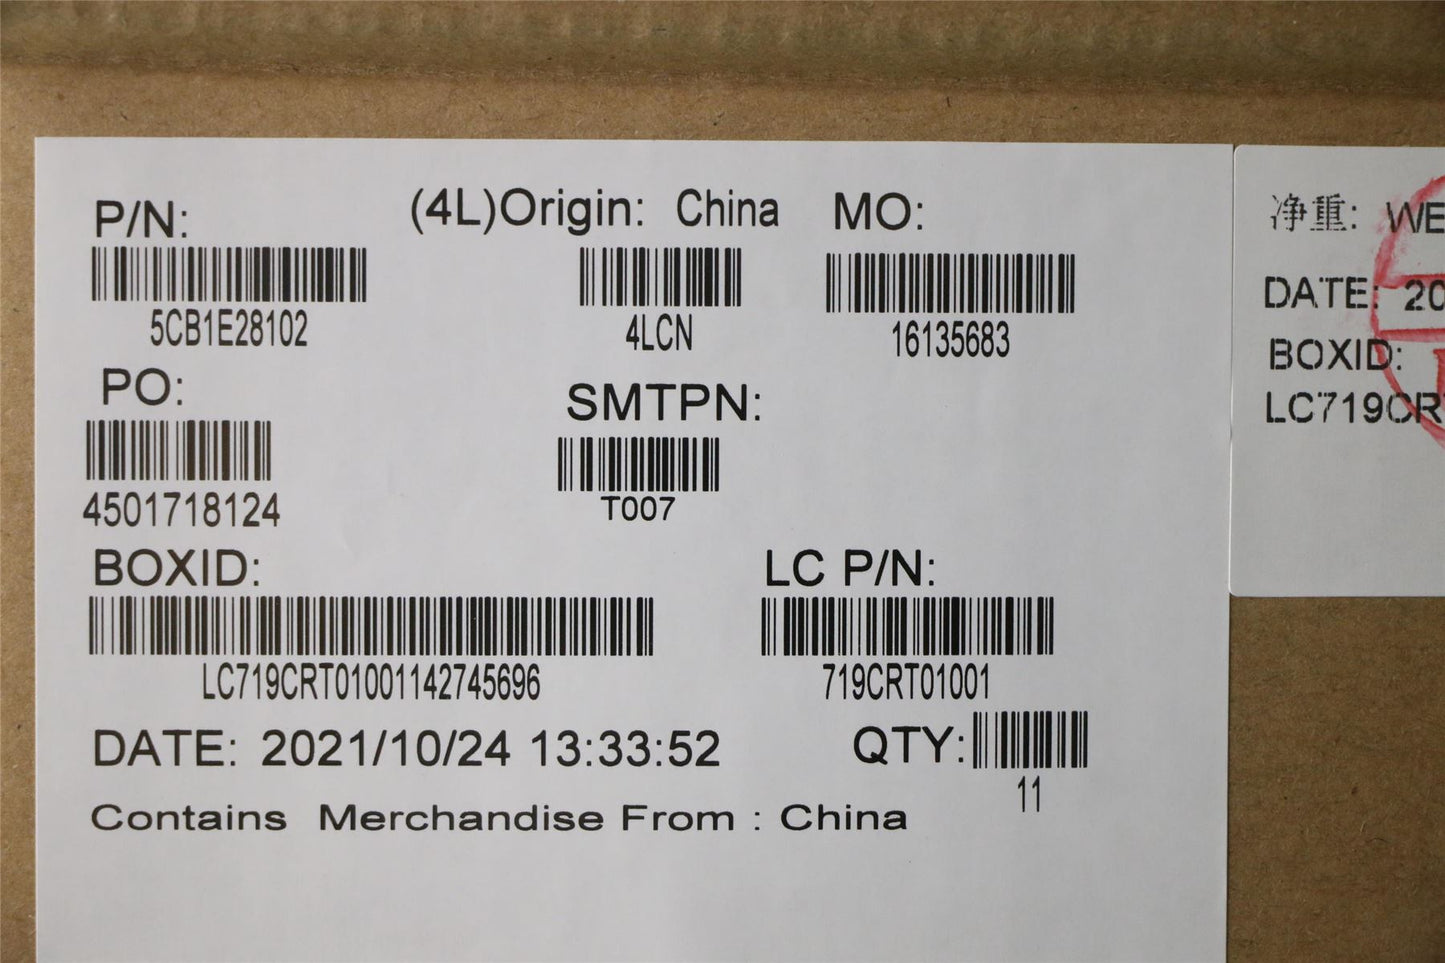 P/N: (4L)Origin: China MO:
5CB1E28102 4LCN 16135683
PO: SMTPN:
4501718124 T007
BOXID: LC P/N:
LC719CRT01001142745696 719CRT01001
DATE: 2021/10/24 13:33:52 QTY:
11
Contains Merchandise From : China
净重: WE
DATE: 20
BOXID:
LC719CR